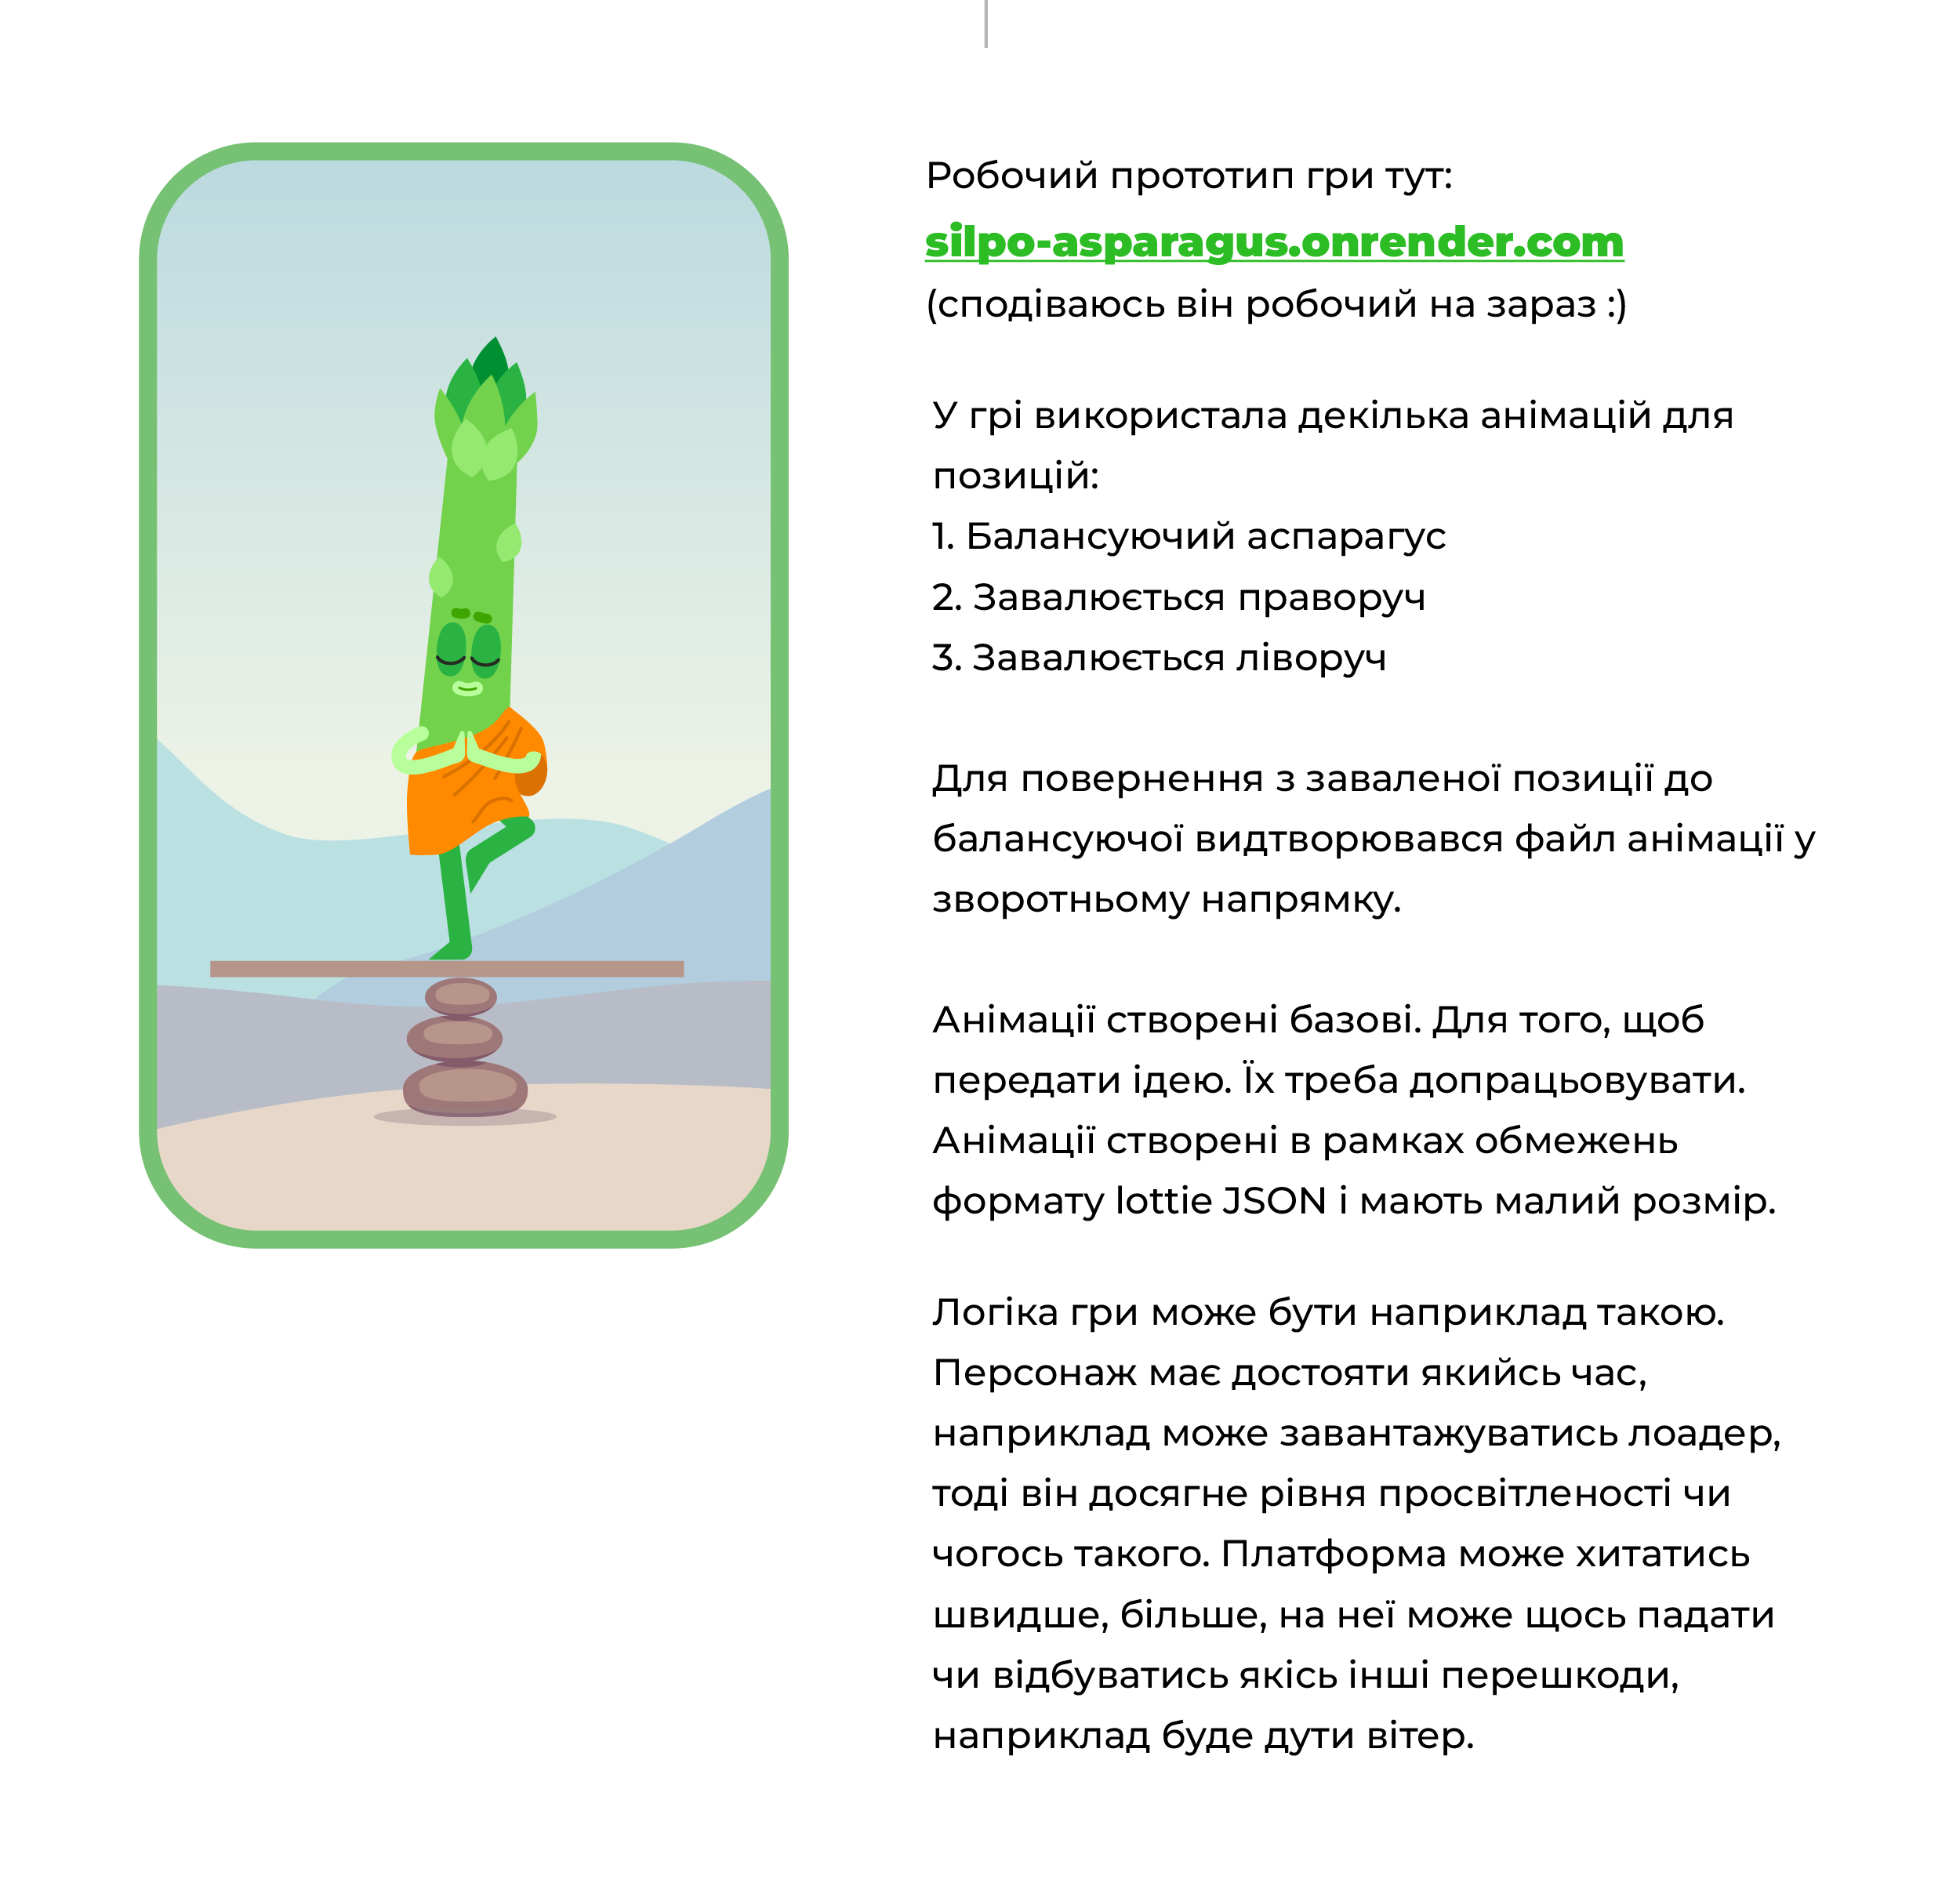 Робочий прототип гри тут:
silpo-asparagus.onrender.com
(сподіваюсь він робочий на зараз :)
У грі використала декілька анімацій для
позицій:
1. Балансуючий аспарагус
2. Завалюється праворуч
3. Завалюється ліворуч
Для повернення з заваленої позиції до
балансуючої видтворювався файл анімації у
зворотньому напрямку.
Анімації створені базові. Для того, щоб
передати ідею. Їх треба допрацьовувати.
Анімації створені в рамках обмежень
формату lottie JSON і мають малий розмір.
Логіка гри може бути наприклад такою.
Персонаж має достояти якийсь час,
наприклад може завантажуватись лоадер,
тоді він досягне рівня просвітленості чи
чогось такого. Платформа може хитатись
швидше, більше, на неї може щось падати
чи відбуватись якісь інші перешкоди,
наприклад буде дути вітер.